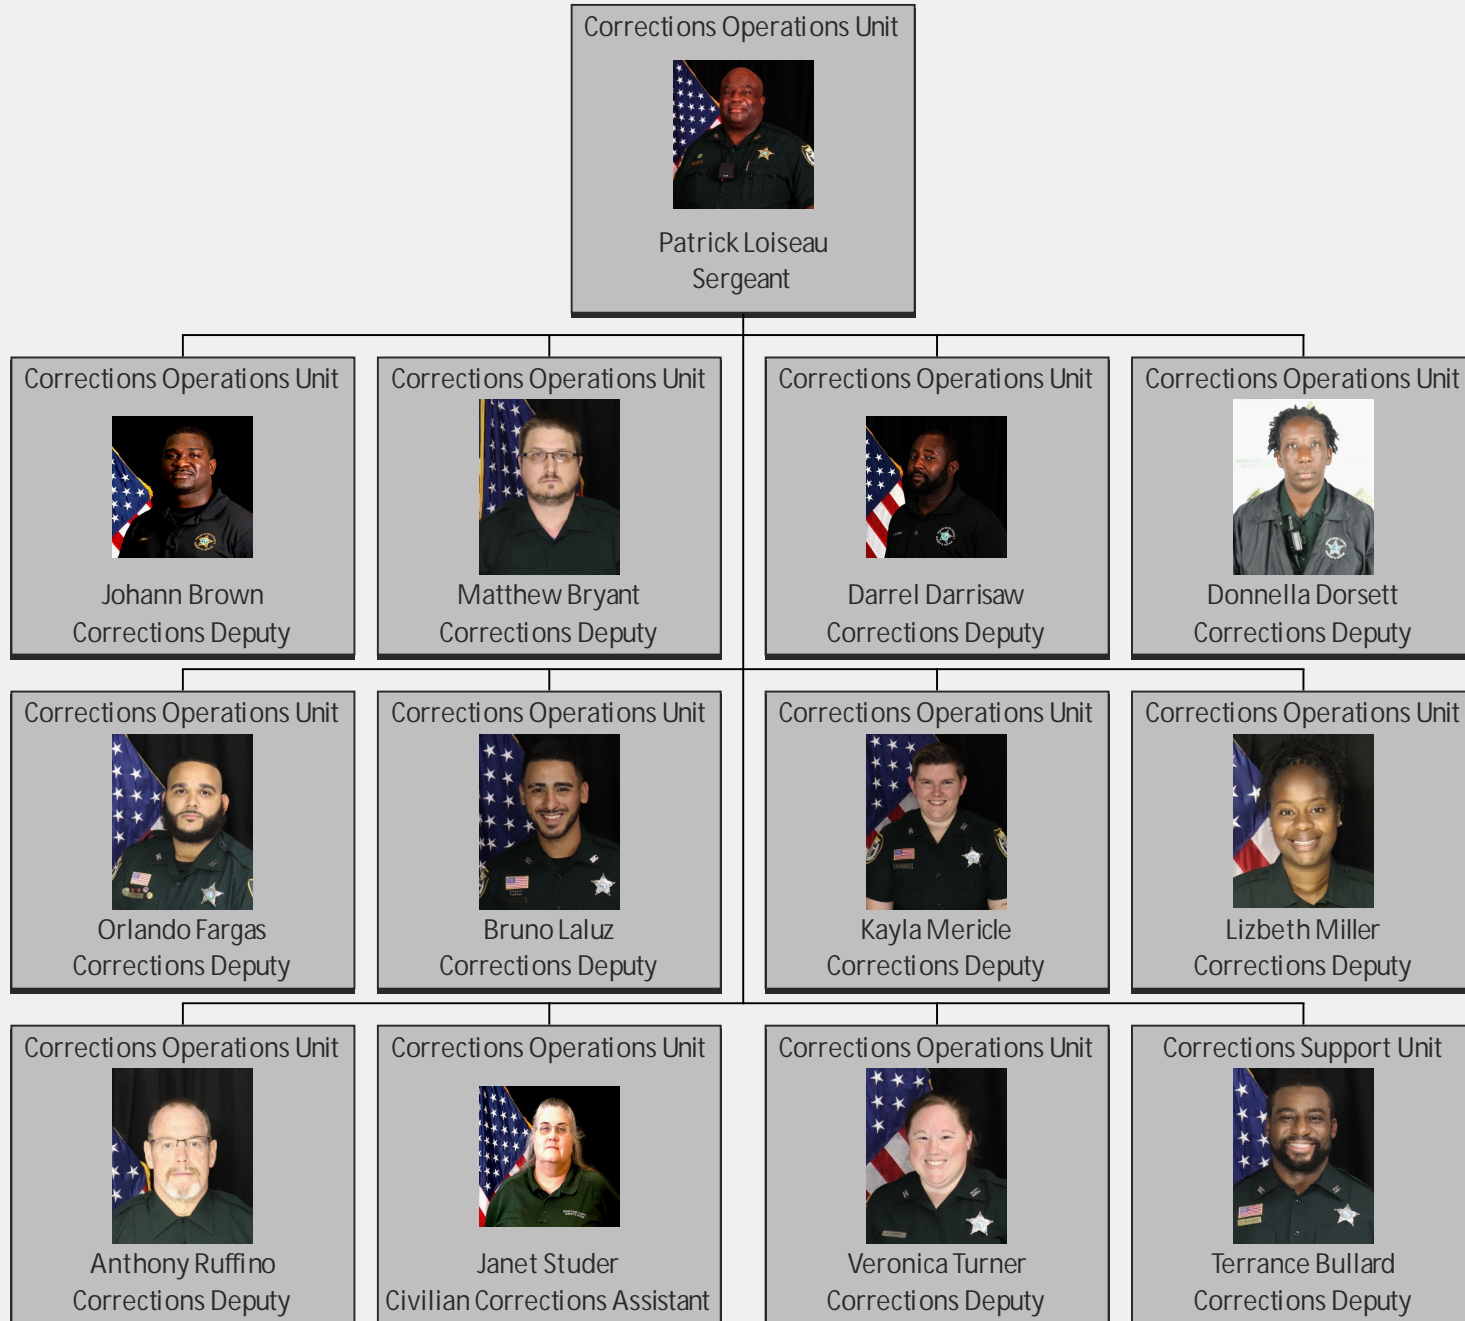 Corrections Operations Unit
Patrick Loiseau
Sergeant
Corrections Operations Unit
Johann Brown
Corrections Deputy
Corrections Operations Unit
Matthew Bryant
Corrections Deputy
Corrections Operations Unit
Darrel Darrisaw
Corrections Deputy
Corrections Operations Unit
Donnella Dorsett
Corrections Deputy
Corrections Operations Unit
Orlando Fargas
Corrections Deputy
Corrections Operations Unit
Bruno Laluz
Corrections Deputy
Corrections Operations Unit
Kayla Mericle
Corrections Deputy
Corrections Operations Unit
Lizbeth Miller
Corrections Deputy
Corrections Operations Unit
Anthony Ruffino
Corrections Deputy
Corrections Operations Unit
Janet Studer
Civilian Corrections Assistant
Corrections Operations Unit
Veronica Turner
Corrections Deputy
Corrections Support Unit
Terrance Bullard
Corrections Deputy